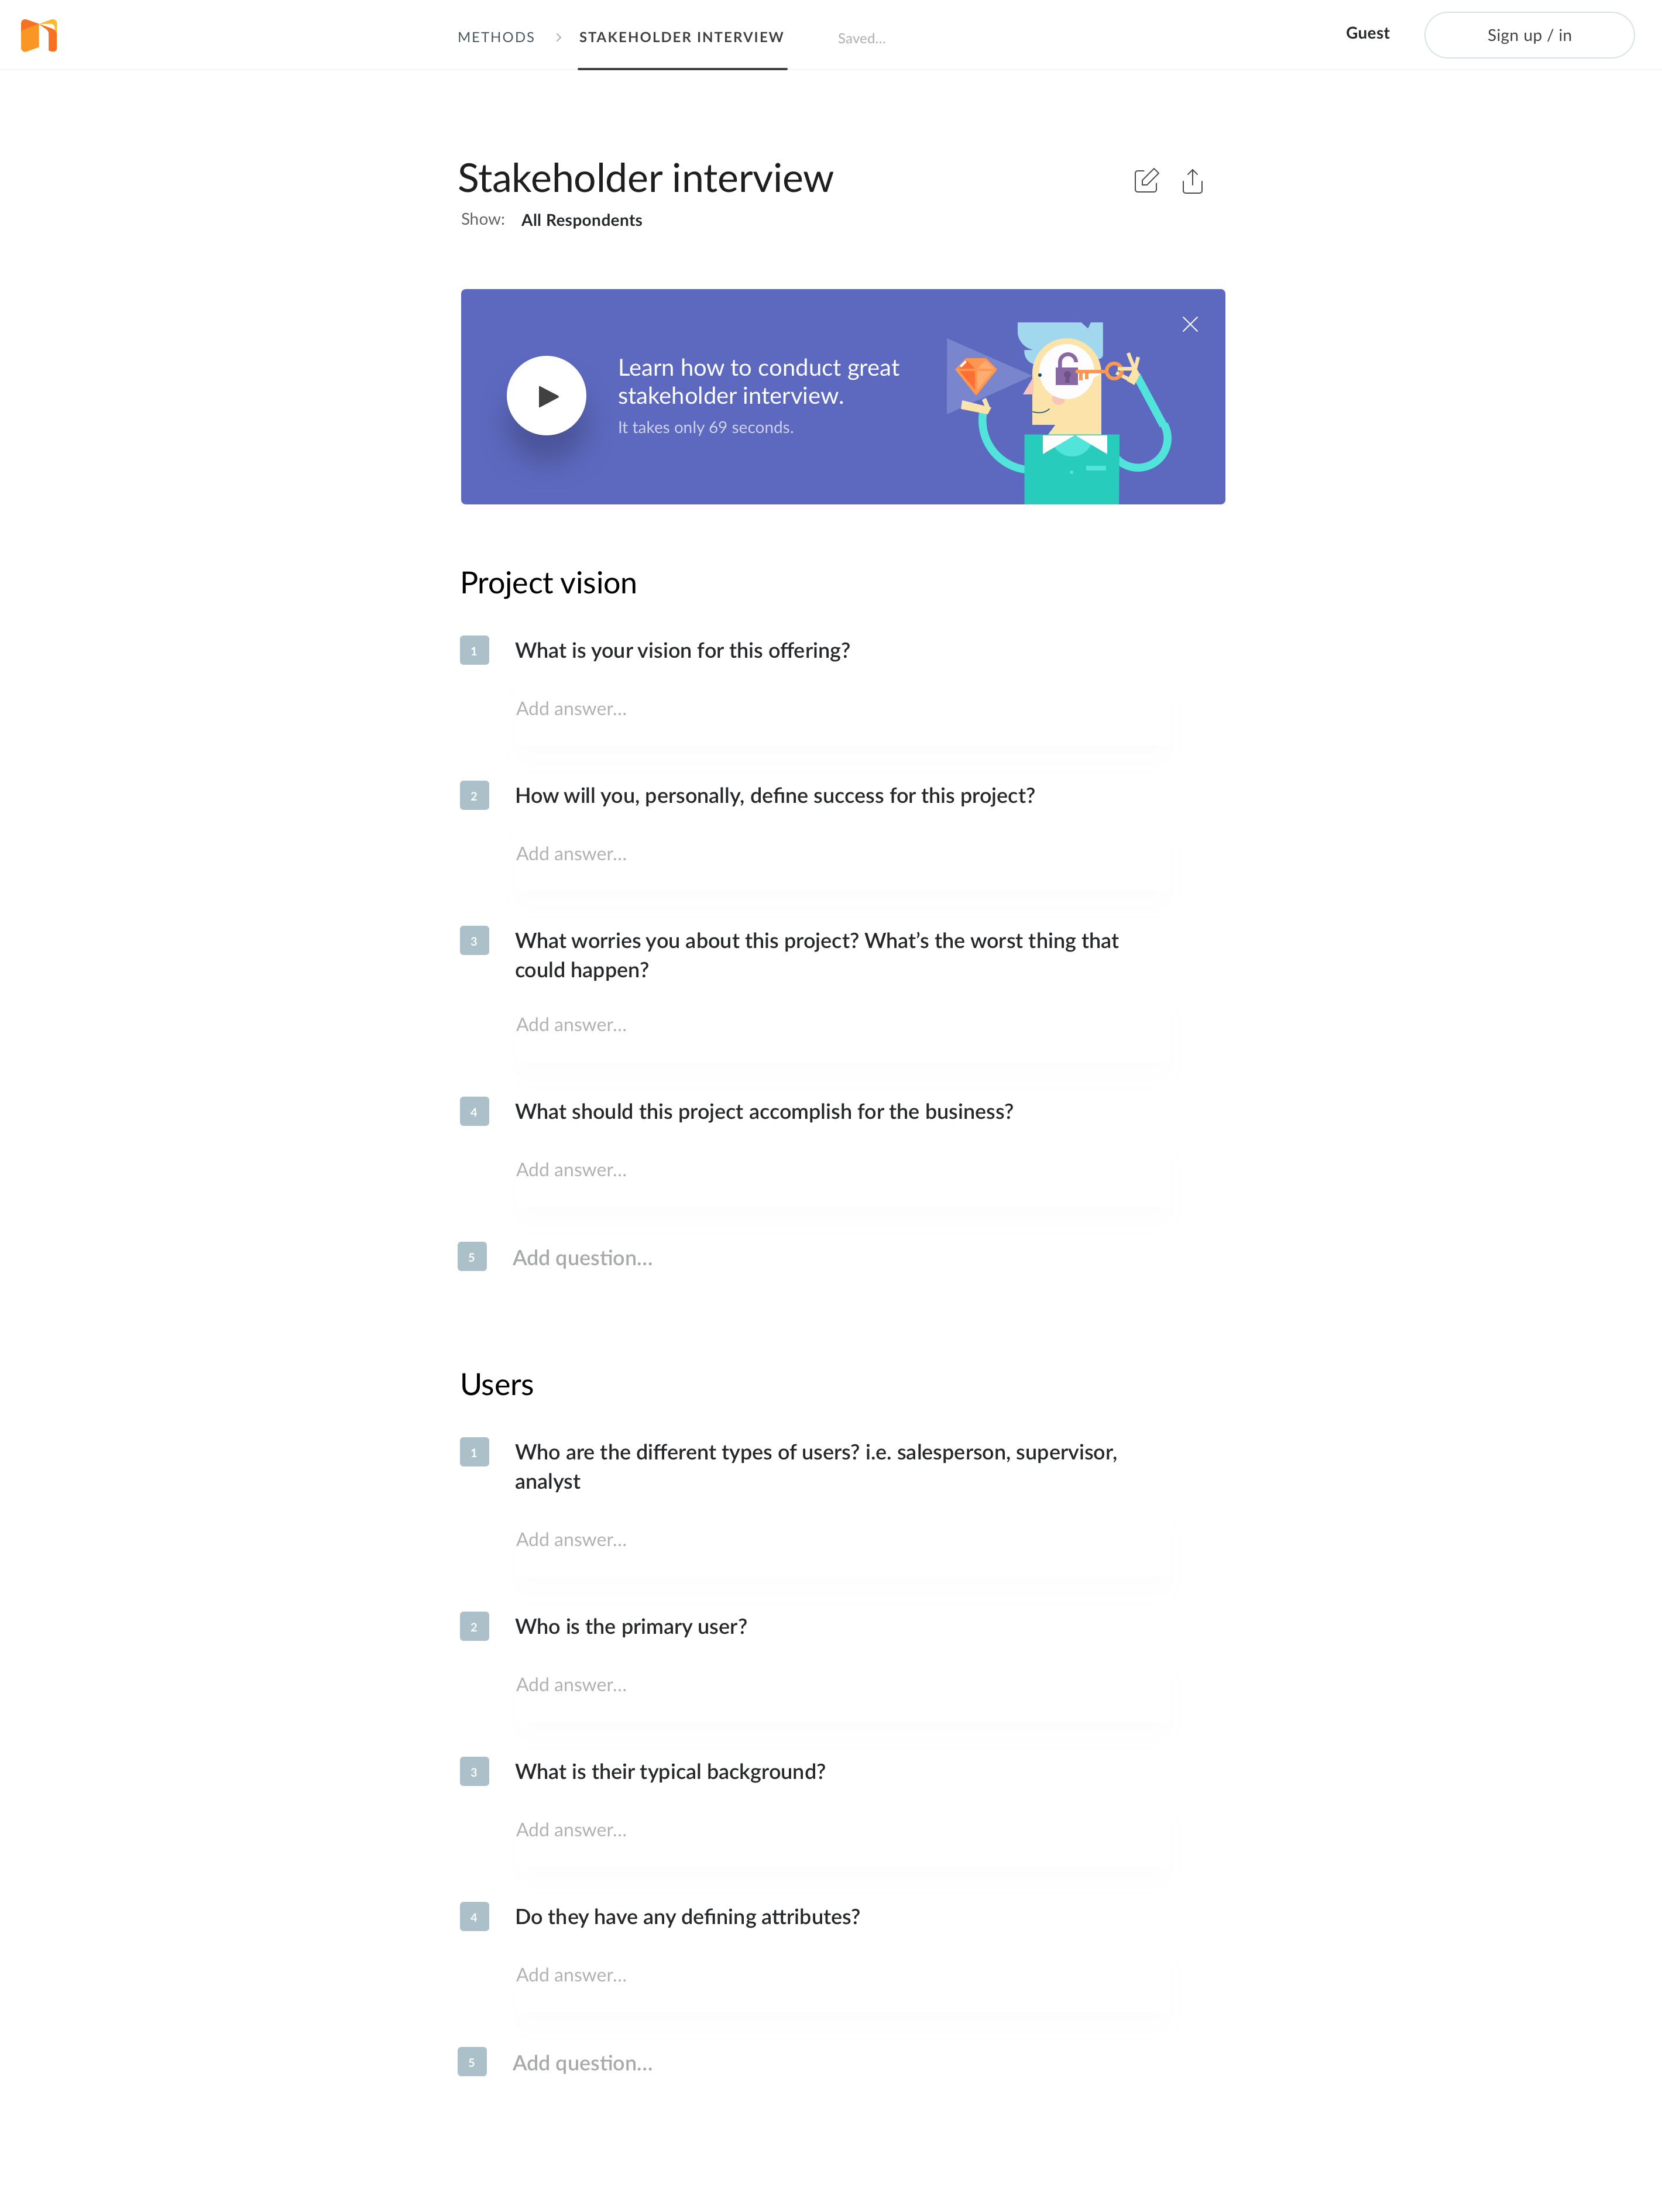 METHODS > STAKEHOLDER INTERVIEW Saved... Guest Sign up / in
Stakeholder interview
Show: All Respondents
Learn how to conduct great
stakeholder interview.
It takes only 69 seconds.
Project vision
1 What is your vision for this offering?
Add answer...
2 How will you, personally, define success for this project?
Add answer...
3 What worries you about this project? What’s the worst thing that
could happen?
Add answer...
4 What should this project accomplish for the business?
Add answer...
5 Add question...
Users
1 Who are the different types of users? i.e. salesperson, supervisor,
analyst
Add answer...
2 Who is the primary user?
Add answer...
3 What is their typical background?
Add answer...
4 Do they have any defining attributes?
Add answer...
5 Add question...